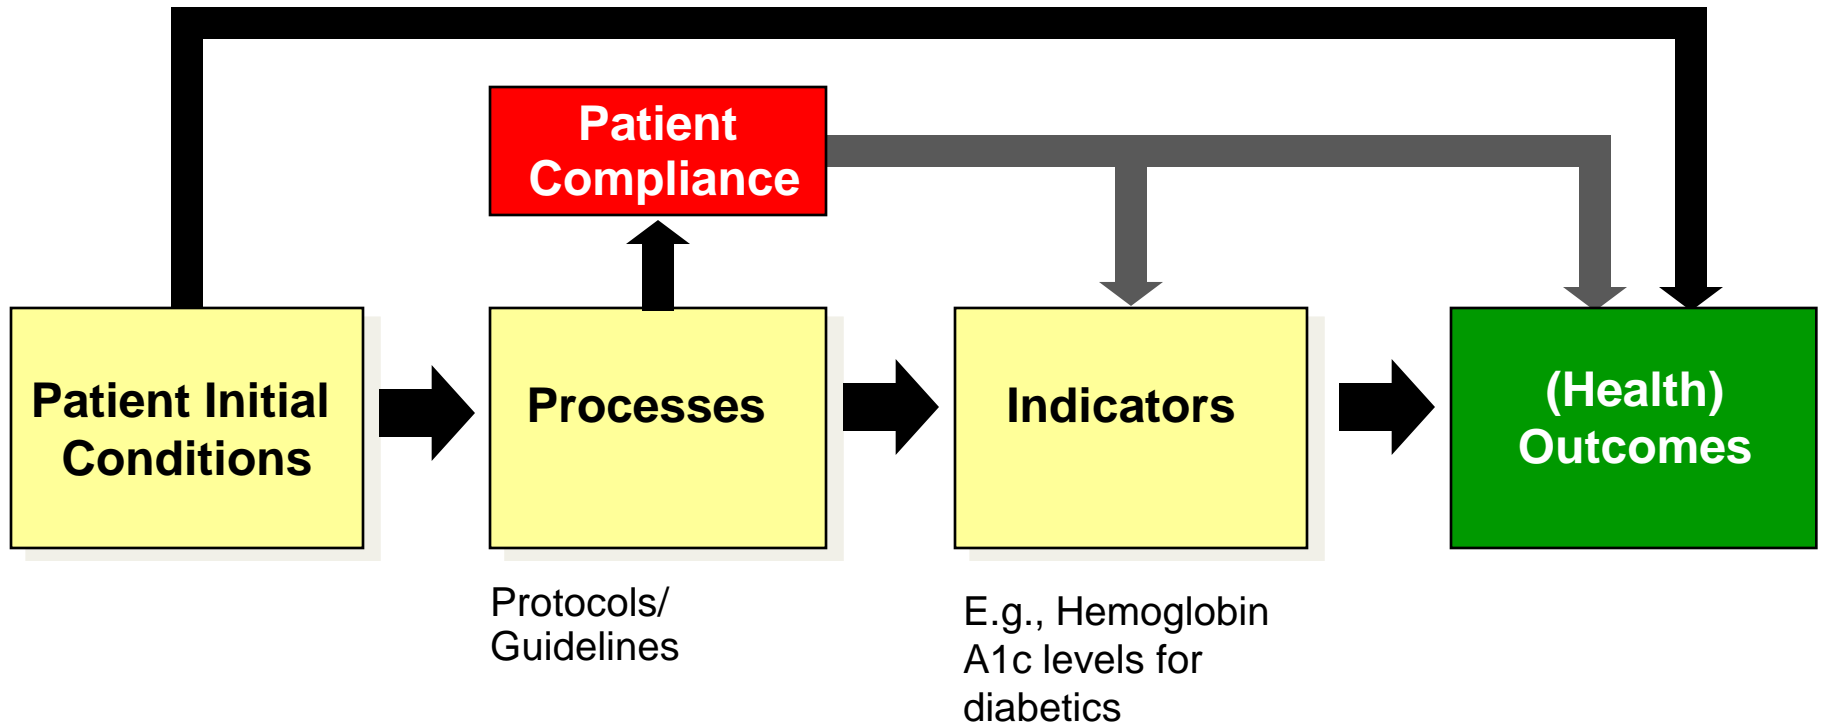 Patient
Compliance
Patient Initial
Conditions
Processes
Indicators
(Health)
Outcomes
Protocols/
Guidelines
E.g., Hemoglobin
A1c levels for
diabetics